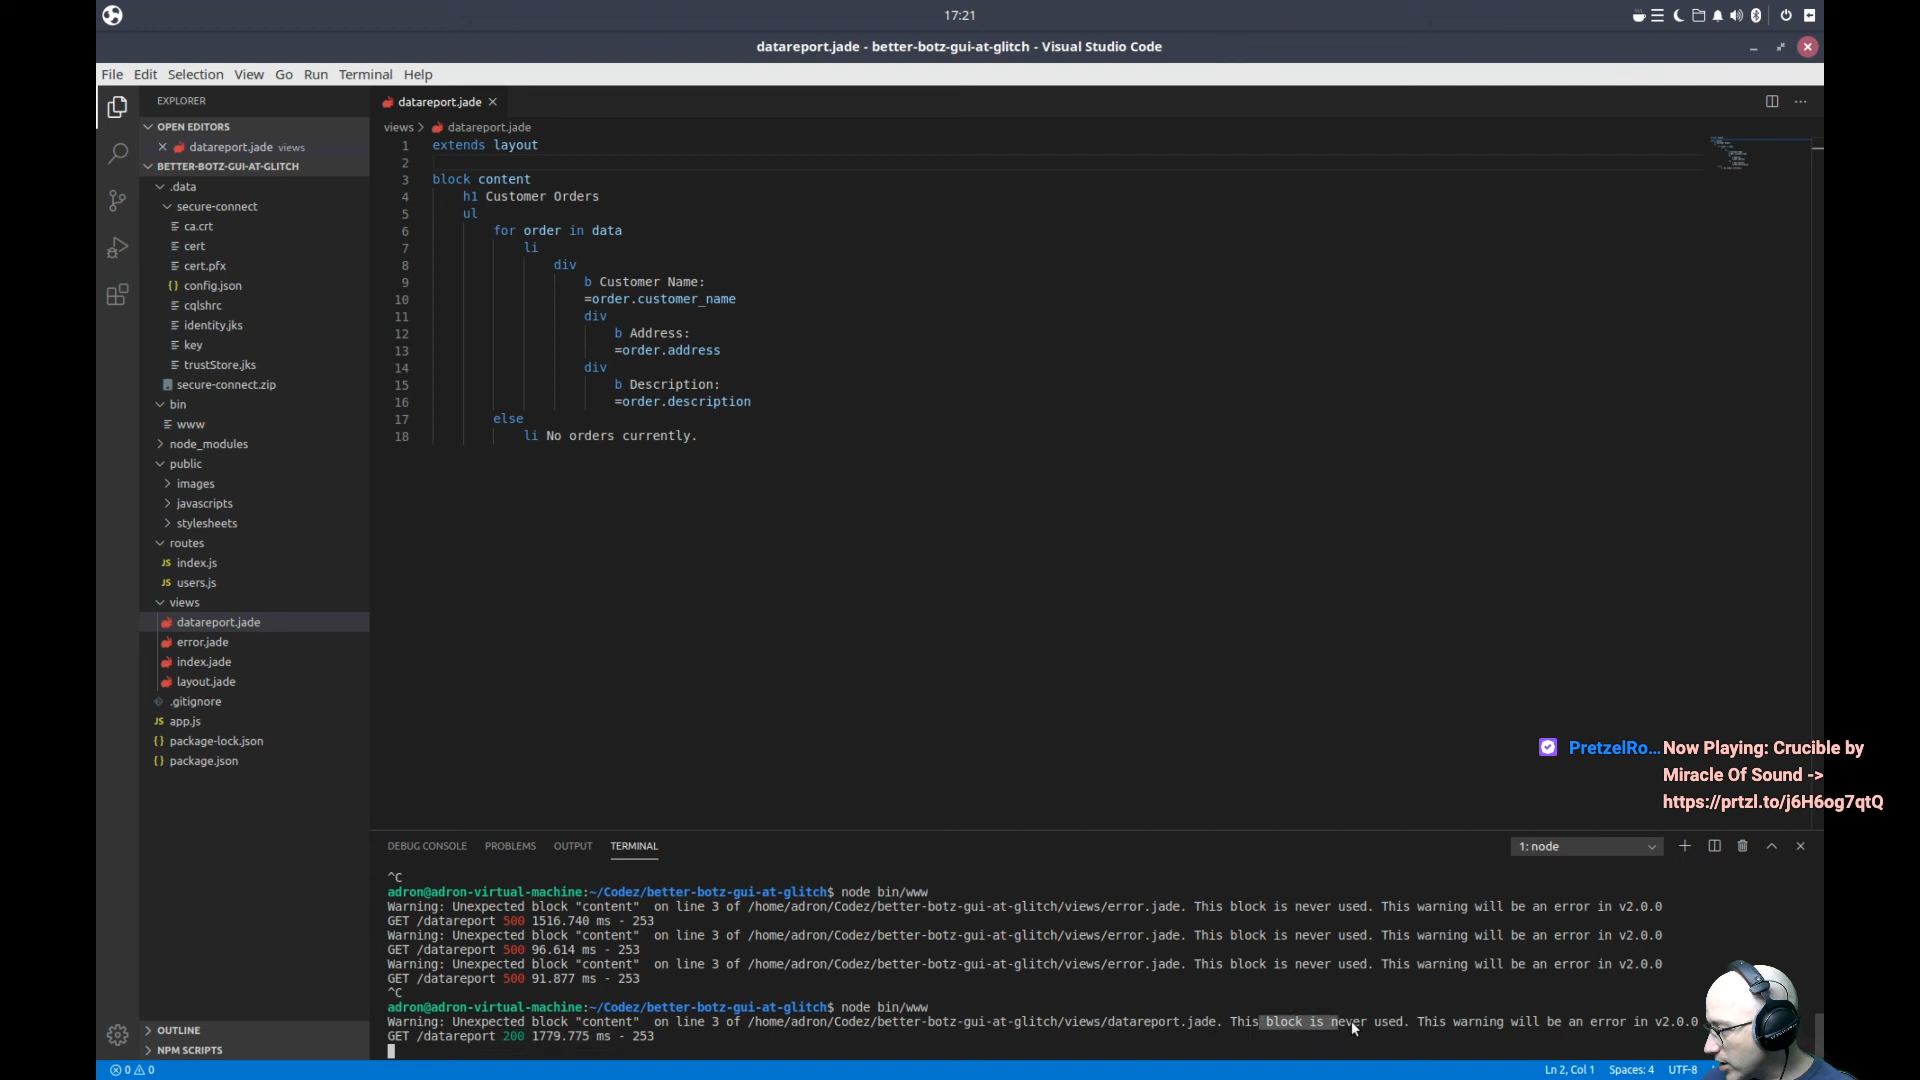 17:21
datareport.jade - better-botz-gui-at-glitch - Visual Studio Code
File Edit Selection View Go Run Terminal Help
EXPLORER
OPEN EDITORS
datareport.jade views
BETTER-BOTZ-GUI-AT-GLITCH
.data
secure-connect
ca.crt
cert
cert.pfx
config.json
cqlshrc
identity.jks
key
trustStore.jks
secure-connect.zip
bin
www
node_modules
public
images
javascripts
stylesheets
routes
JS index.js
JS users.js
views
datareport.jade
error.jade
index.jade
layout.jade
.gitignore
JS app.js
{} package-lock.json
{} package.json
OUTLINE
NPM SCRIPTS
datareport.jade
views > datareport.jade
1 extends layout
2
3 block content
4 h1 Customer Orders
5 ul
6 for order in data
7 li
8 div
9 b Customer Name:
10 =order.customer_name
11 div
12 b Address:
13 =order.address
14 div
15 b Description:
16 =order.description
17 else
18 li No orders currently.
PretzelRo... Now Playing: Crucible by
Miracle Of Sound ->
https://prtzl.to/j6H6og7qtQ
DEBUG CONSOLE PROBLEMS OUTPUT TERMINAL 1: node
^C
adron@adron-virtual-machine:~/Codez/better-botz-gui-at-glitch$ node bin/www
Warning: Unexpected block "content"  on line 3 of /home/adron/Codez/better-botz-gui-at-glitch/views/error.jade. This block is never used. This warning will be an error in v2.0.0
GET /datareport 500 1516.740 ms - 253
Warning: Unexpected block "content"  on line 3 of /home/adron/Codez/better-botz-gui-at-glitch/views/error.jade. This block is never used. This warning will be an error in v2.0.0
GET /datareport 500 96.614 ms - 253
Warning: Unexpected block "content"  on line 3 of /home/adron/Codez/better-botz-gui-at-glitch/views/error.jade. This block is never used. This warning will be an error in v2.0.0
GET /datareport 500 91.877 ms - 253
^C
adron@adron-virtual-machine:~/Codez/better-botz-gui-at-glitch$ node bin/www
Warning: Unexpected block "content"  on line 3 of /home/adron/Codez/better-botz-gui-at-glitch/views/datareport.jade. This block is never used. This warning will be an error in v2.0.0
GET /datareport 200 1779.775 ms - 253
0 0 Ln 2, Col 1 Spaces: 4 UTF-8